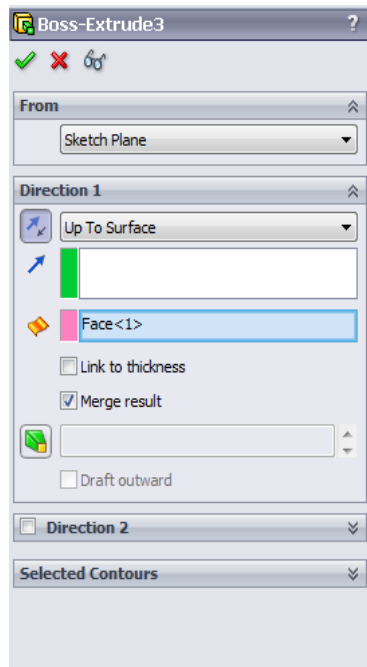 Boss-Extrude3 ?
From
Sketch Plane
Direction 1
Up To Surface
Face<1>
Link to thickness
Merge result
Draft outward
Direction 2
Selected Contours